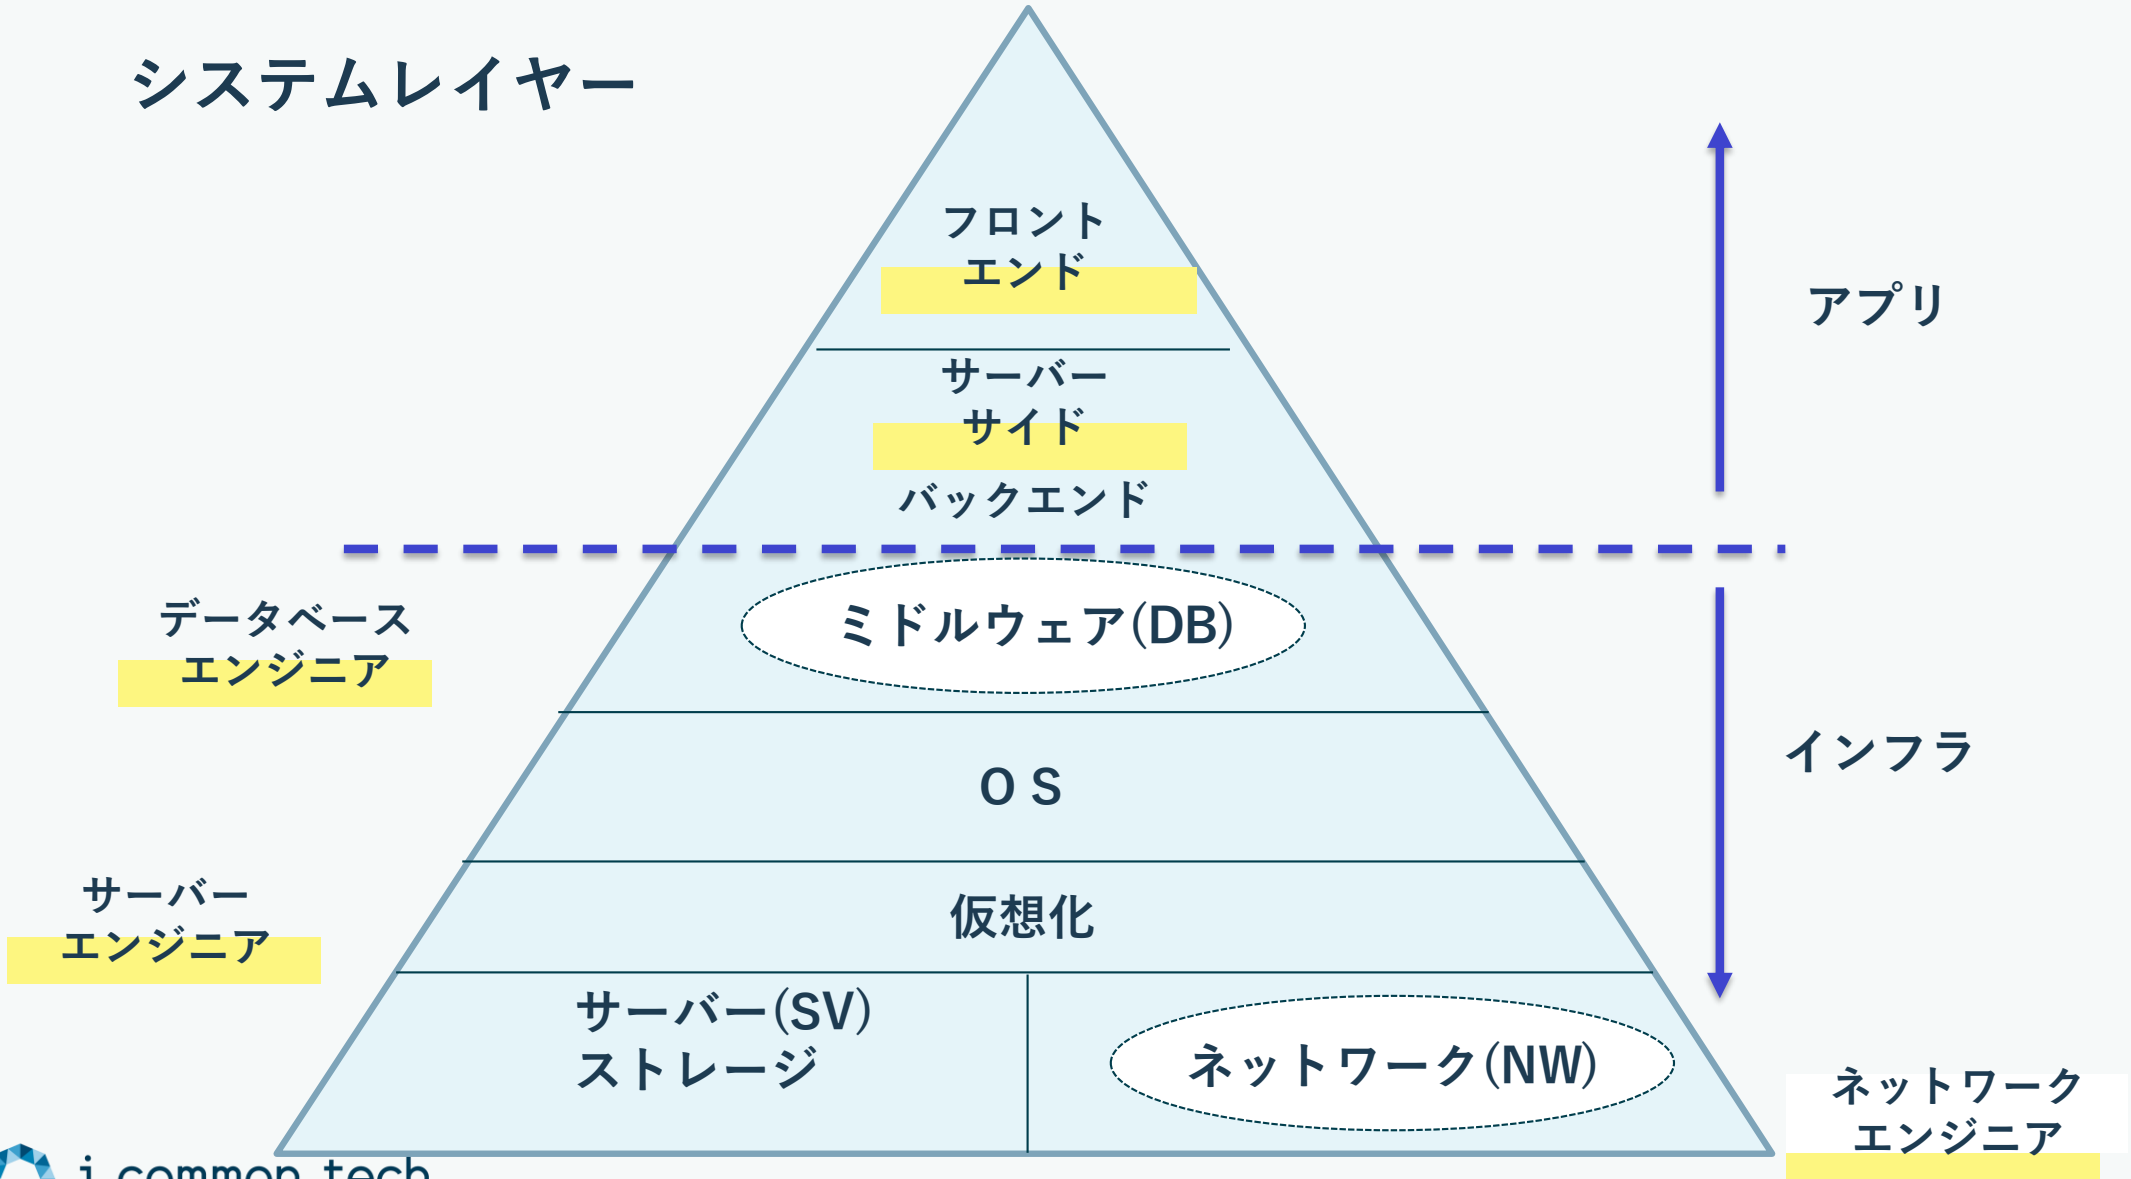 システムレイヤー
フロント
エンド
サーバー
サイド
バックエンド
アプリ
データベース
エンジニア
ミドルウェア(DB)
ＯＳ
インフラ
サーバー
エンジニア
仮想化
サーバー(SV)
ストレージ
ネットワーク(NW)
ネットワーク
エンジニア
i common tech